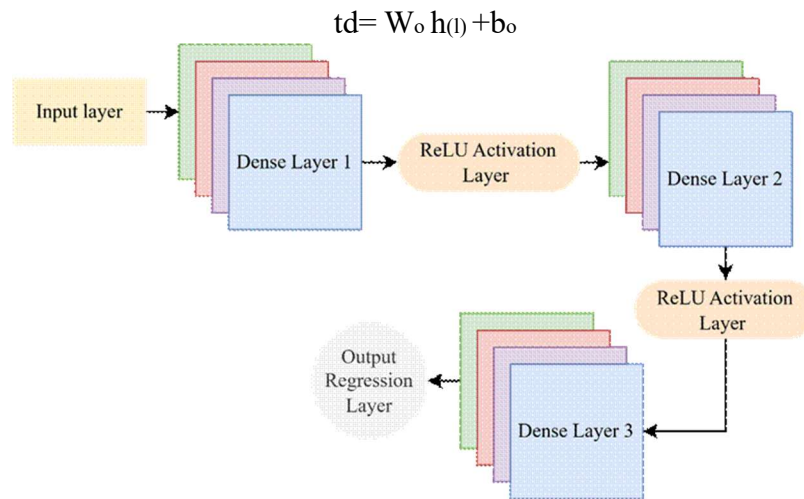 td= Wₒ h₍ₗ₎ +bₒ
Input layer
Dense Layer 1
ReLU Activation
Layer
Dense Layer 2
ReLU Activation
Layer
Output
Regression
Layer
Dense Layer 3